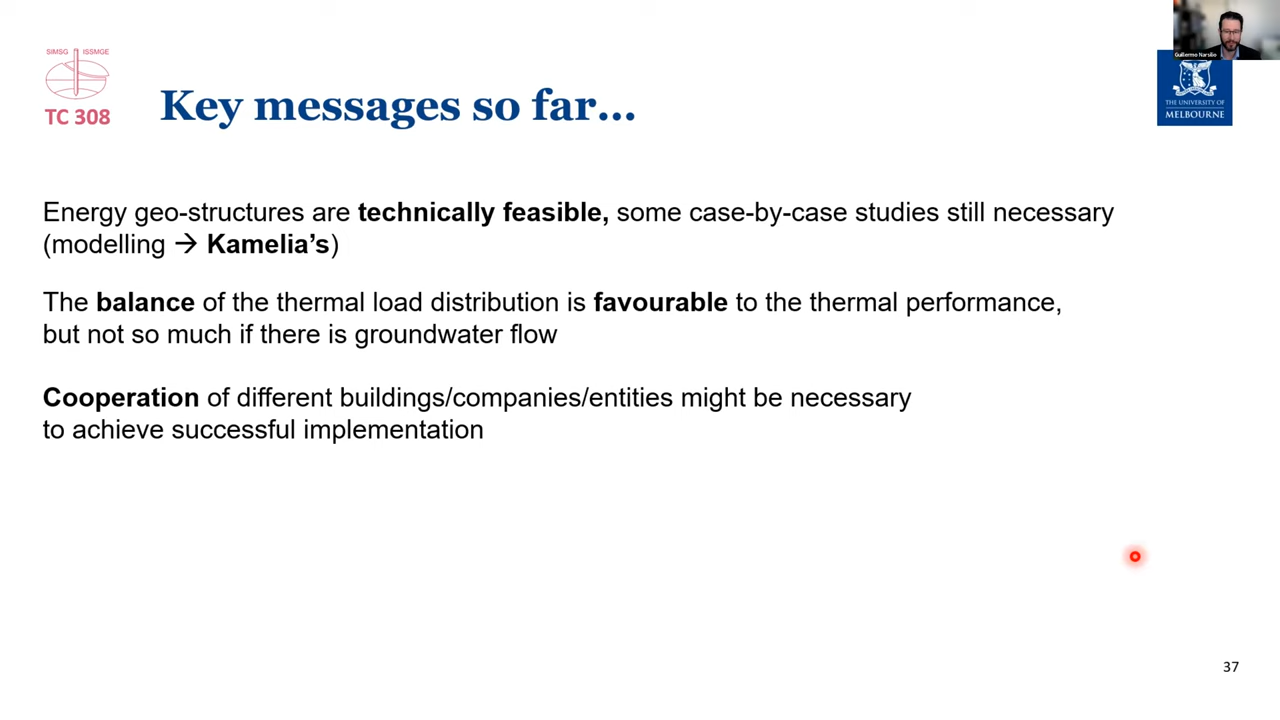 SIMSG ISSMGE
TC 308
Key messages so far...
Guillermo Narsilio
THE UNIVERSITY OF
MELBOURNE
Energy geo-structures are technically feasible, some case-by-case studies still necessary
(modelling → Kamelia’s)
The balance of the thermal load distribution is favourable to the thermal performance,
but not so much if there is groundwater flow
Cooperation of different buildings/companies/entities might be necessary
to achieve successful implementation
37